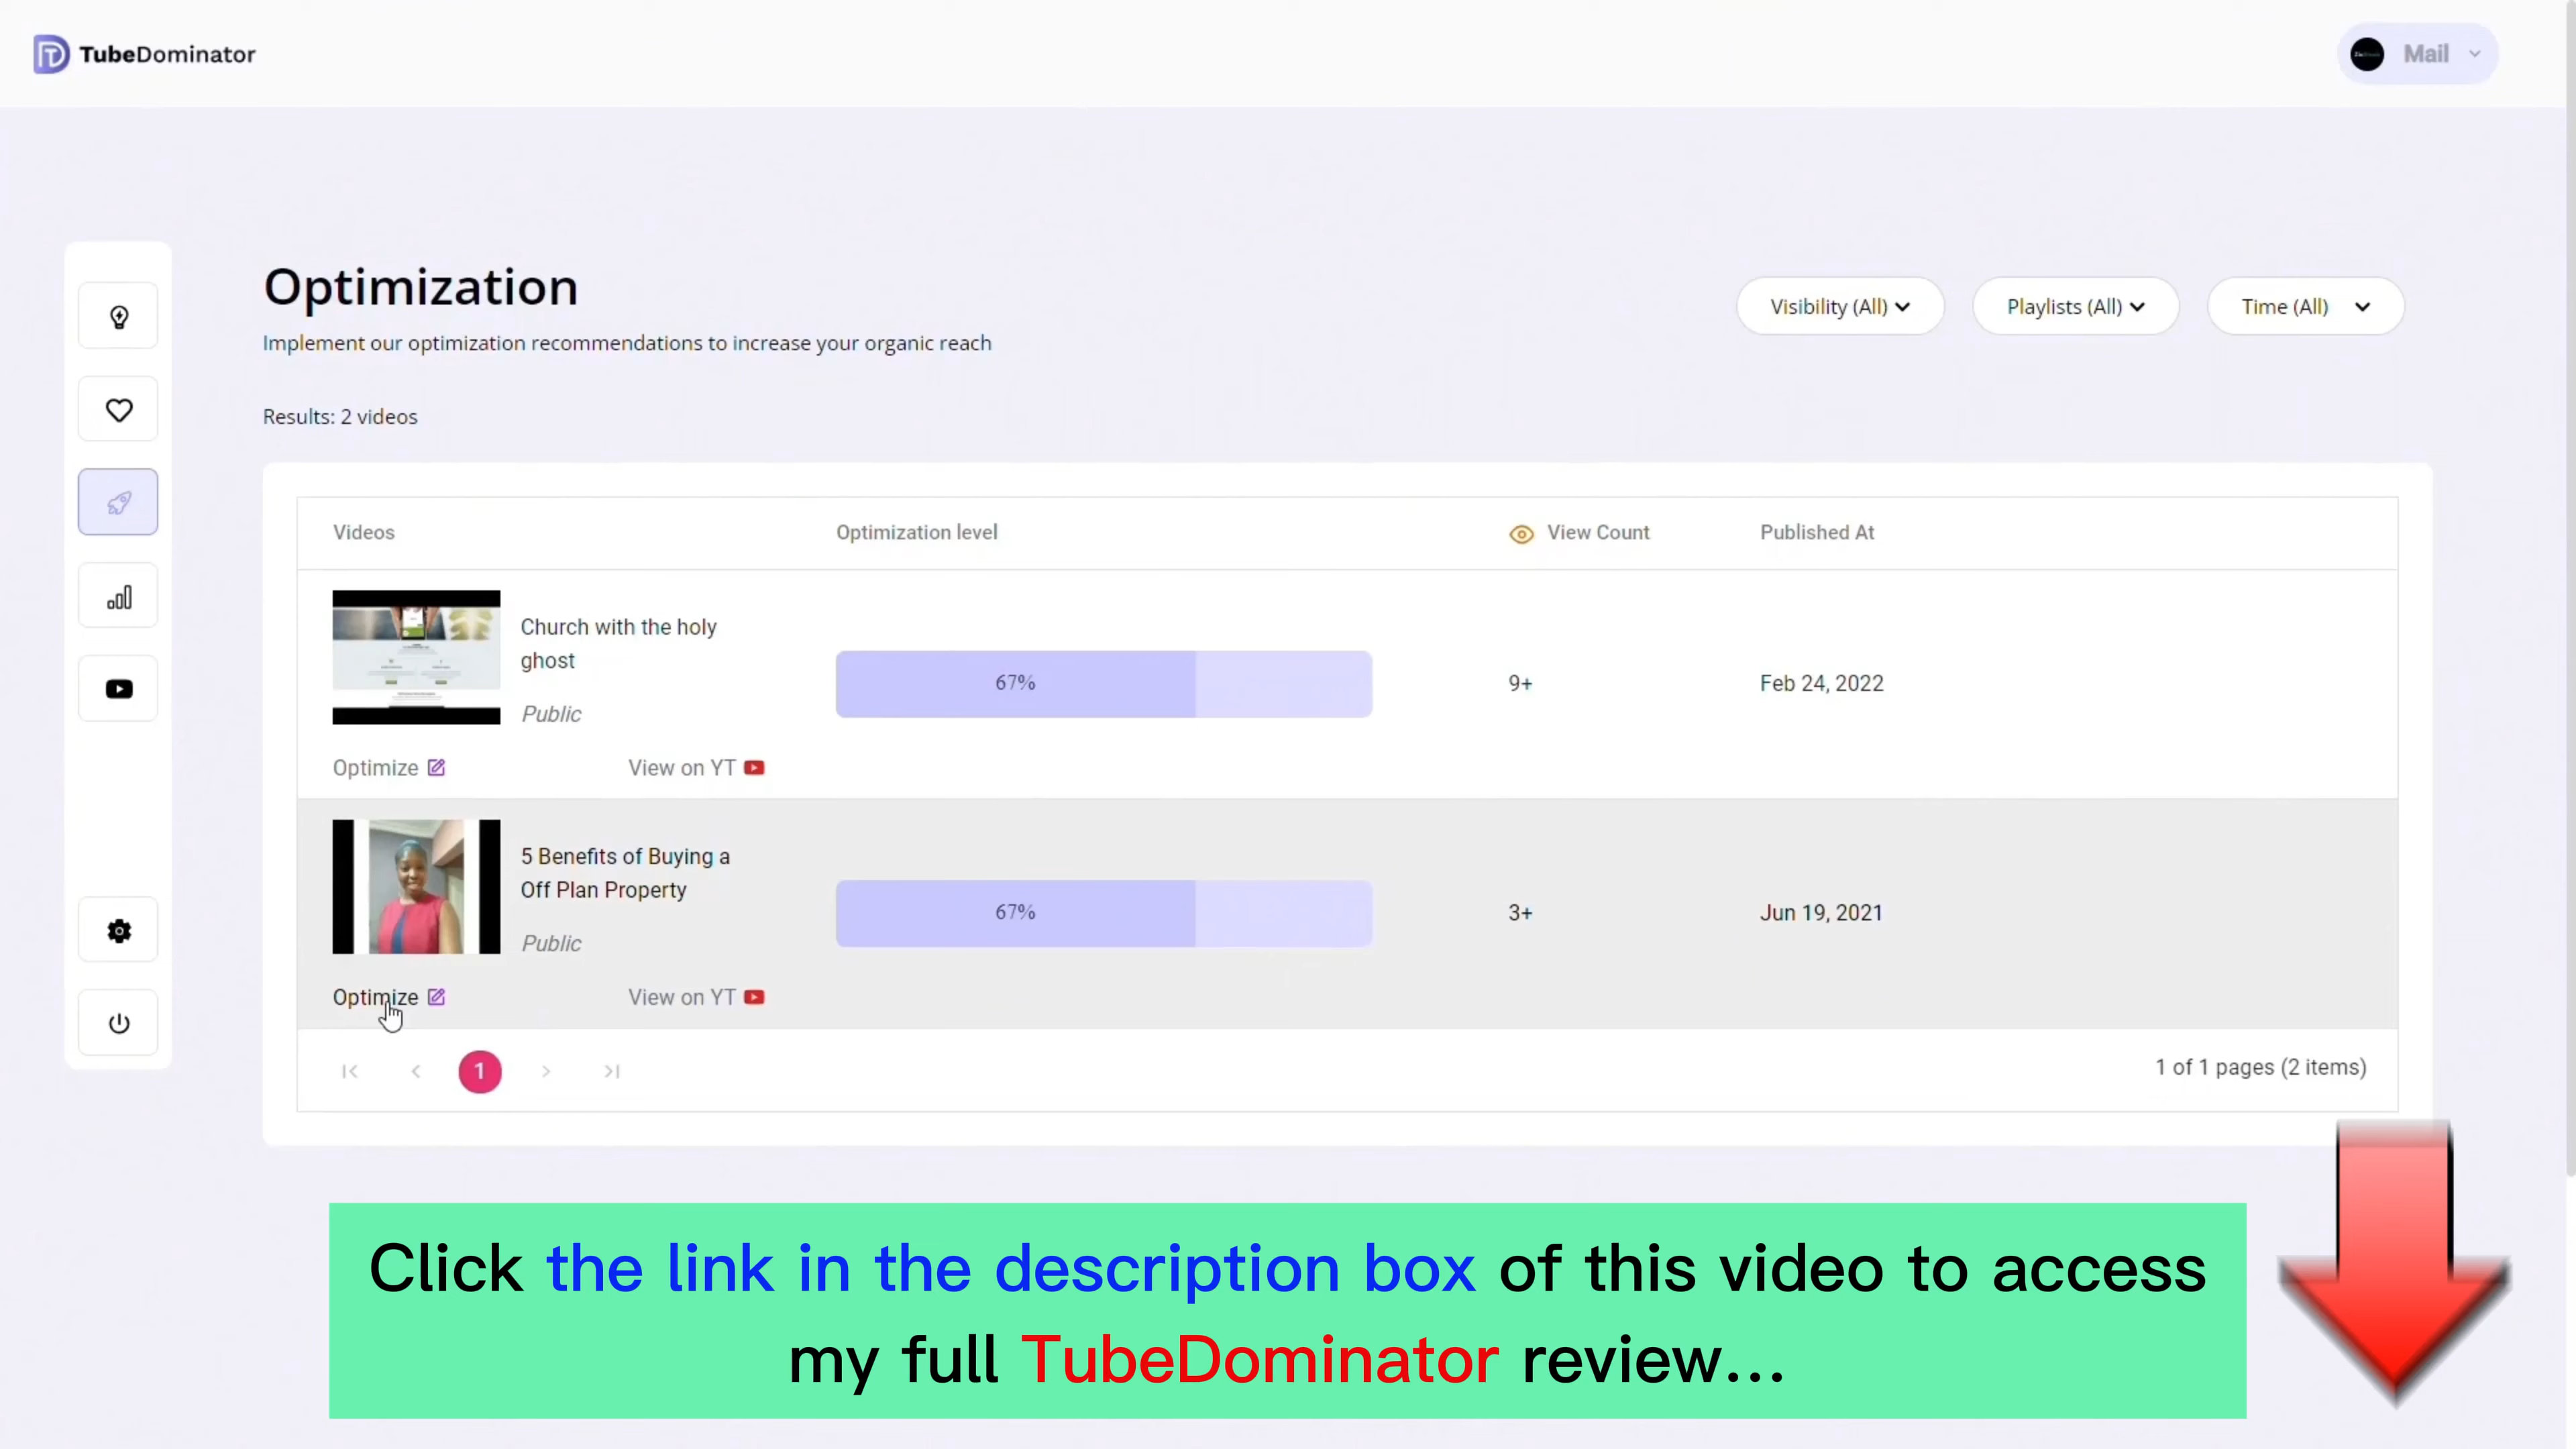 TubeDominator
Mail
Optimization
Visibility (All)
Playlists (All)
Time (All)
Implement our optimization recommendations to increase your organic reach
Results: 2 videos
Videos
Optimization level
View Count
Published At
Church with the holy
ghost
Public
67%
9+
Feb 24, 2022
Optimize
View on YT
5 Benefits of Buying a
Off Plan Property
Public
67%
3+
Jun 19, 2021
Optimize
View on YT
1
1 of 1 pages (2 items)
Click the link in the description box of this video to access
my full TubeDominator review...